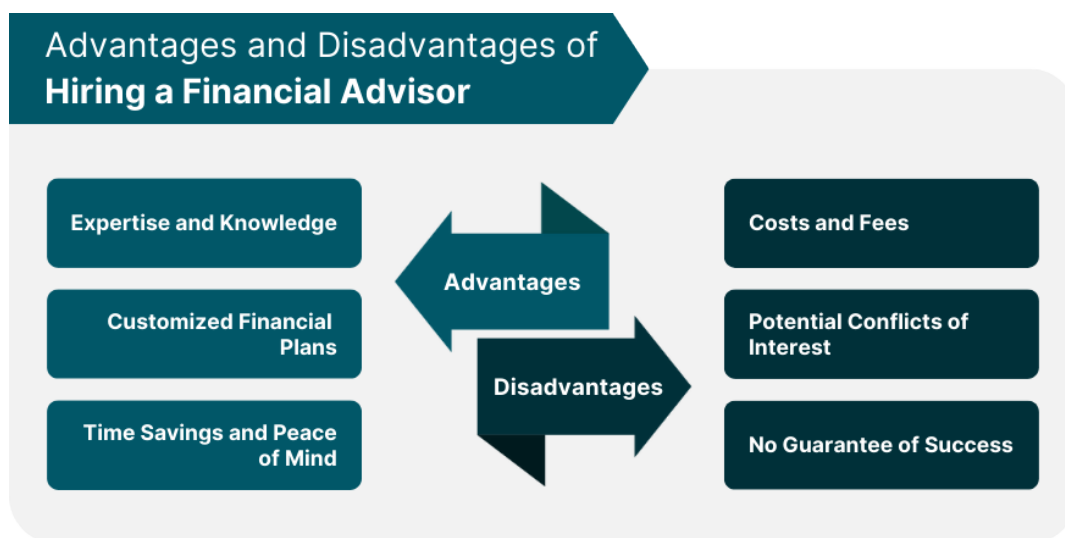 Advantages and Disadvantages of
Hiring a Financial Advisor
Expertise and Knowledge
Customized Financial
Plans
Time Savings and Peace
of Mind
Advantages
Disadvantages
Costs and Fees
Potential Conflicts of
Interest
No Guarantee of Success